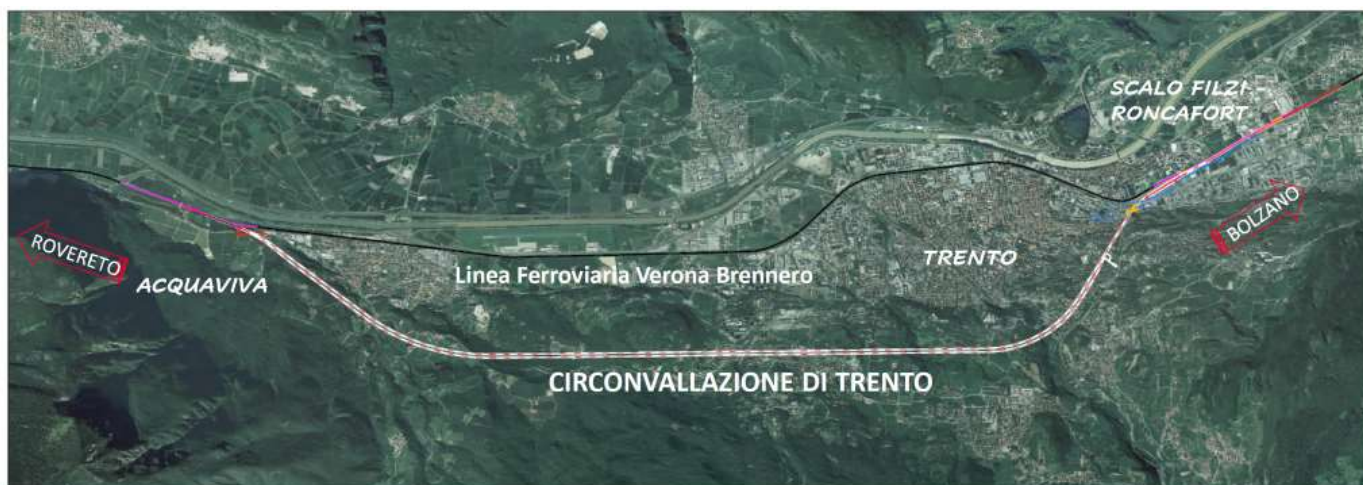 SCALO FILZI -
RONCAFORT
ROVERETO
BOLZANO
ACQUAVIVA
TRENTO
Linea Ferroviaria Verona Brennero
CIRCONVALLAZIONE DI TRENTO